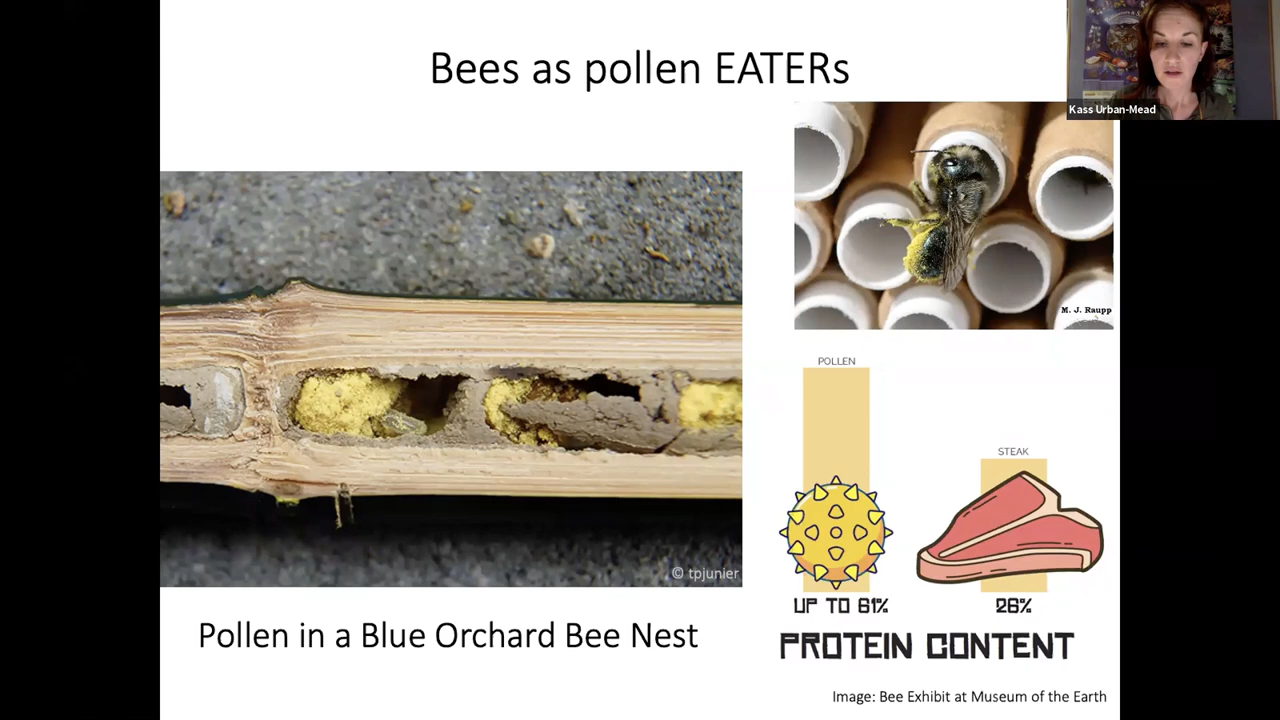 Bees as pollen EATERs
Kass Urban-Mead
M. J. Raupp
© tpjunier
Pollen in a Blue Orchard Bee Nest
POLLEN
STEAK
UP TO 61%
26%
PROTEIN CONTENT
Image: Bee Exhibit at Museum of the Earth